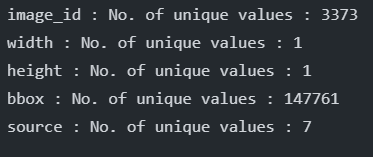 image_id : No. of unique values : 3373
width : No. of unique values : 1
height : No. of unique values : 1
bbox : No. of unique values : 147761
source : No. of unique values : 7